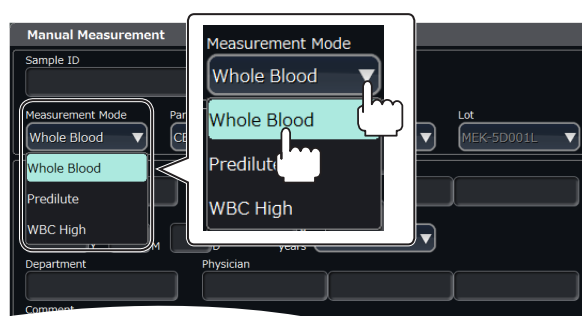 Manual Measurement
Sample ID
Measurement Mode
Whole Blood
Whole Blood
Predilute
WBC High
Measurement Mode
Whole Blood
Whole Blood
Predilute
WBC High
Lot
MEK-5D001L
Y
M
D
years
Department
Physician
Comment